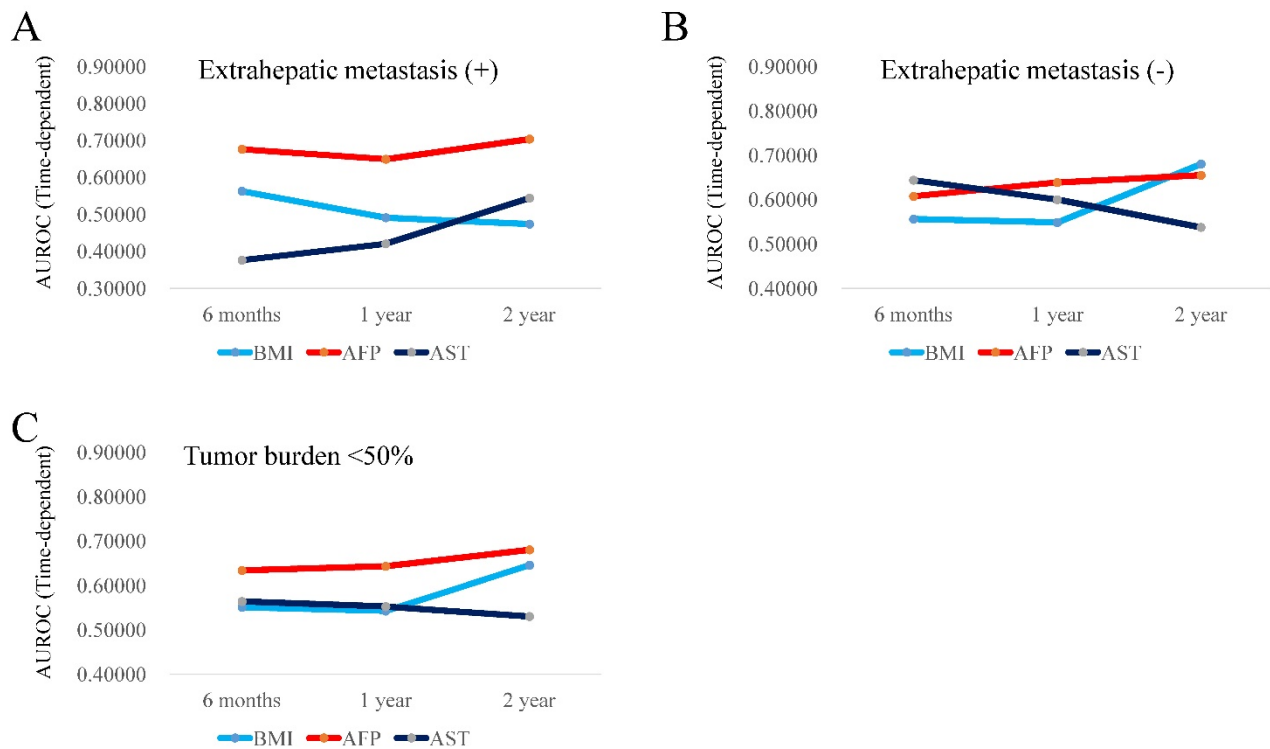 A
AUROC (Time-dependent)
Extrahepatic metastasis (+)
0.90000
0.80000
0.70000
0.60000
0.50000
0.40000
0.30000
6 months 1 year 2 year
BMI AFP AST
B
AUROC (Time-dependent)
Extrahepatic metastasis (-)
0.90000
0.80000
0.70000
0.60000
0.50000
0.40000
6 months 1 year 2 year
BMI AFP AST
C
AUROC (Time-dependent)
Tumor burden <50%
0.90000
0.80000
0.70000
0.60000
0.50000
0.40000
6 months 1 year 2 year
BMI AFP AST